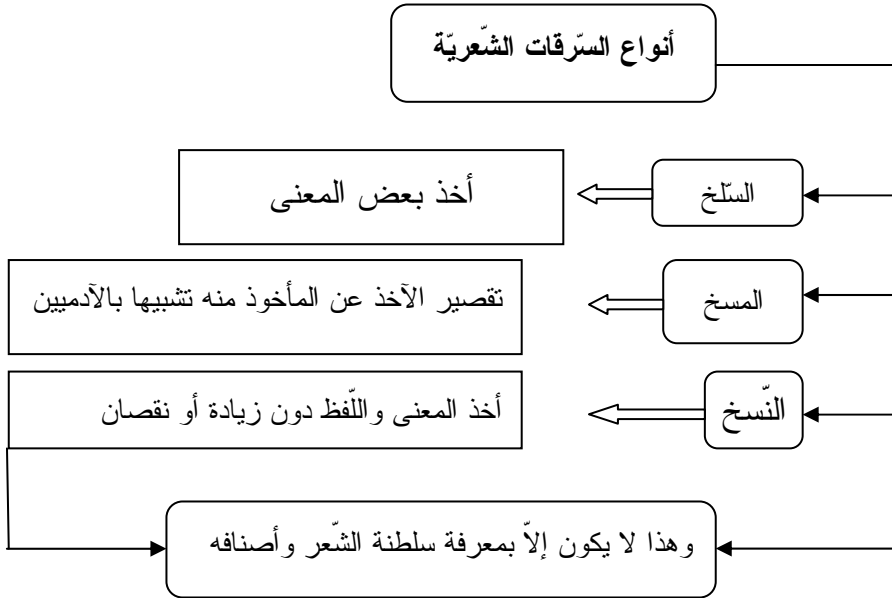 أنواع السّرقات الشّعريّة
السّلخ
أخذ بعض المعنى
المسخ
تقصير الآخذ عن المأخوذ منه تشبيها بالآدميين
النّسخ
أخذ المعنى واللّفظ دون زيادة أو نقصان
وهذا لا يكون إلاّ بمعرفة سلطنة الشّعر وأصنافه